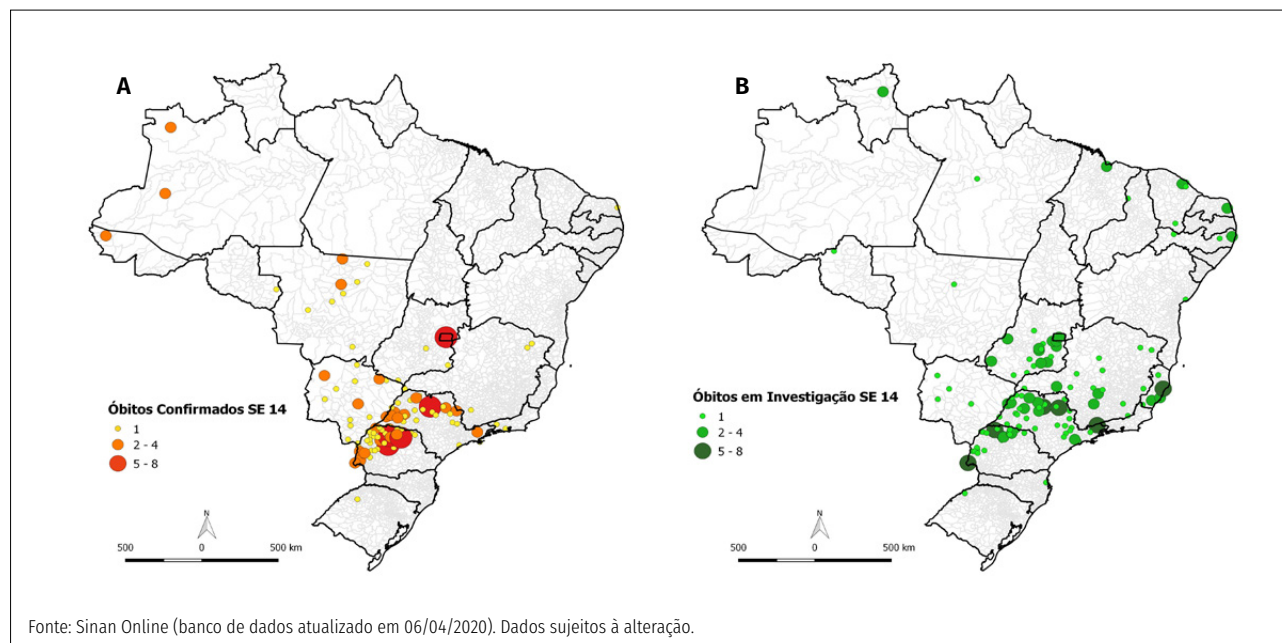 A
B
Óbitos Confirmados SE 14
1
2 - 4
5 - 8
N
500 0 500 km
Óbitos em Investigação SE 14
1
2 - 4
5 - 8
N
500 0 500 km
Fonte: Sinan Online (banco de dados atualizado em 06/04/2020). Dados sujeitos à alteração.